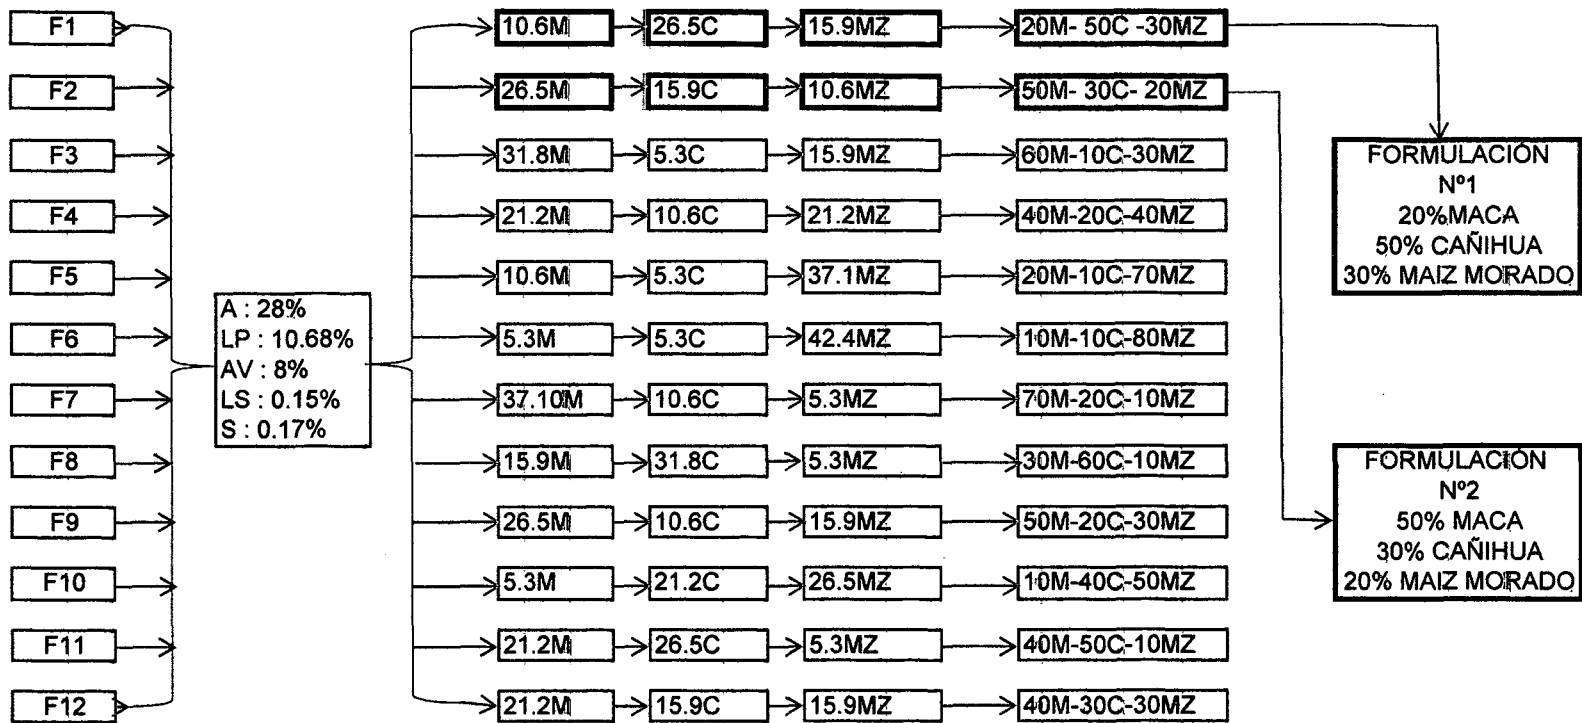 F1 10.6M 26.5C 15.9MZ 20M- 50C -30MZ
F2 26.5M 15.9C 10.6MZ 50M- 30C- 20MZ
F3 31.8M 5.3C 15.9MZ 60M-10C-30MZ
F4 21.2M 10.6C 21.2MZ 40M-20C-40MZ
F5 10.6M 5.3C 37.1MZ 20M-10C-70MZ
F6 5.3M 5.3C 42.4MZ 10M-10C-80MZ
F7 37.10M 10.6C 5.3MZ 70M-20C-10MZ
F8 15.9M 31.8C 5.3MZ 30M-60C-10MZ
F9 26.5M 10.6C 15.9MZ 50M-20C-30MZ
F10 5.3M 21.2C 26.5MZ 10M-40C-50MZ
F11 21.2M 26.5C 5.3MZ 40M-50C-10MZ
F12 21.2M 15.9C 15.9MZ 40M-30C-30MZ
A : 28%
LP : 10.68%
AV : 8%
LS : 0.15%
S : 0.17%
FORMULACIÓN
Nº1
20%MACA
50% CAÑIHUA
30% MAIZ MORADO
FORMULACIÓN
Nº2
50% MACA
30% CAÑIHUA
20% MAIZ MORADO